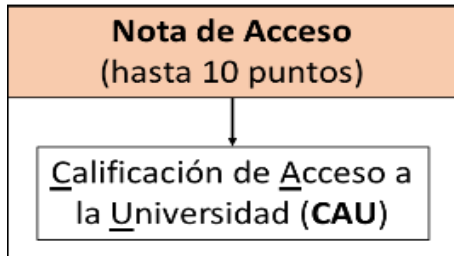 Nota de Acceso
(hasta 10 puntos)
Calificación de Acceso a
la Universidad (CAU)